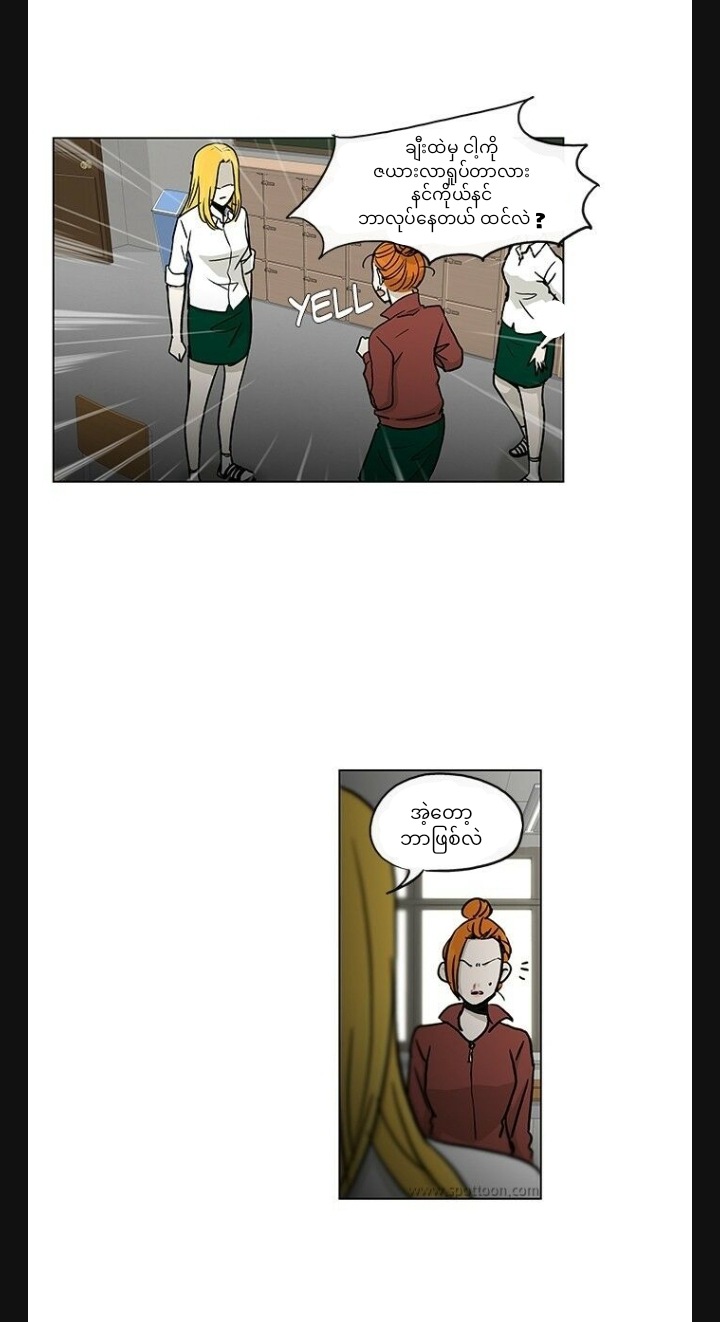 ချီးထဲမှ ငါ့ကို
ဇယားလာရှုပ်တာလား
နင်ကိုယ်နင်
ဘာလုပ်နေတယ် ထင်လဲ ?
YELL
အဲ့တော့
ဘာဖြစ်လဲ
www.spottoon.com